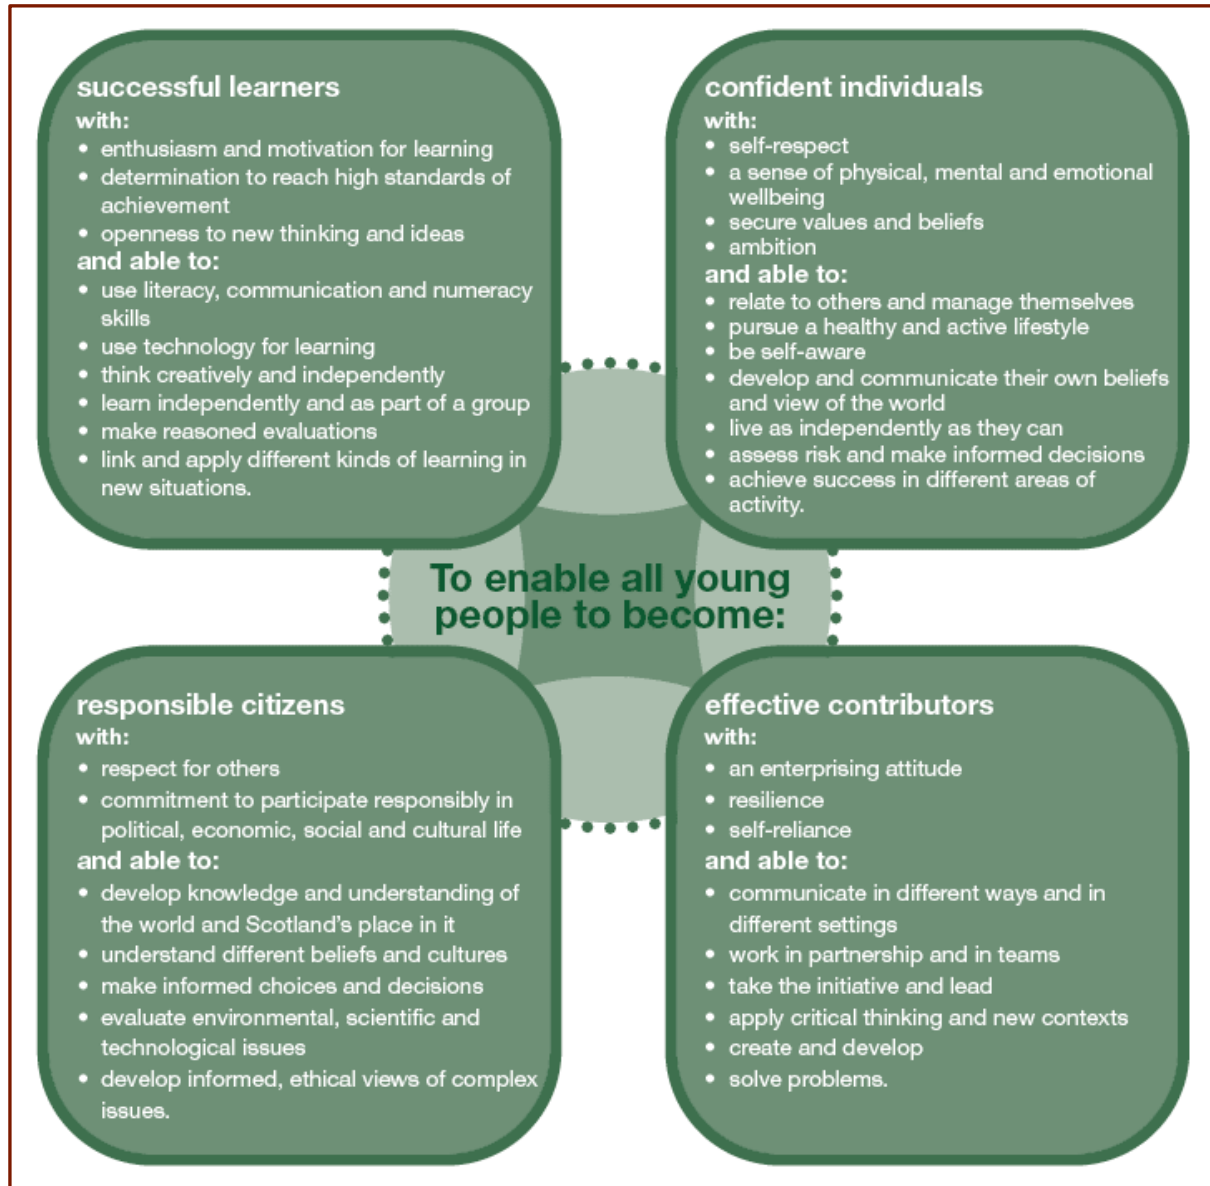 successful learners
with:
• enthusiasm and motivation for learning
• determination to reach high standards of
achievement
• openness to new thinking and ideas
and able to:
• use literacy, communication and numeracy
skills
• use technology for learning
• think creatively and independently
• learn independently and as part of a group
• make reasoned evaluations
• link and apply different kinds of learning in
new situations.
confident individuals
with:
• self-respect
• a sense of physical, mental and emotional
wellbeing
• secure values and beliefs
• ambition
and able to:
• relate to others and manage themselves
• pursue a healthy and active lifestyle
• be self-aware
• develop and communicate their own beliefs
and view of the world
• live as independently as they can
• assess risk and make informed decisions
• achieve success in different areas of
activity.
To enable all young
people to become:
responsible citizens
with:
• respect for others
• commitment to participate responsibly in
political, economic, social and cultural life
and able to:
• develop knowledge and understanding of
the world and Scotland's place in it
• understand different beliefs and cultures
• make informed choices and decisions
• evaluate environmental, scientific and
technological issues
• develop informed, ethical views of complex
issues.
effective contributors
with:
• an enterprising attitude
• resilience
• self-reliance
and able to:
• communicate in different ways and in
different settings
• work in partnership and in teams
• take the initiative and lead
• apply critical thinking and new contexts
• create and develop
• solve problems.